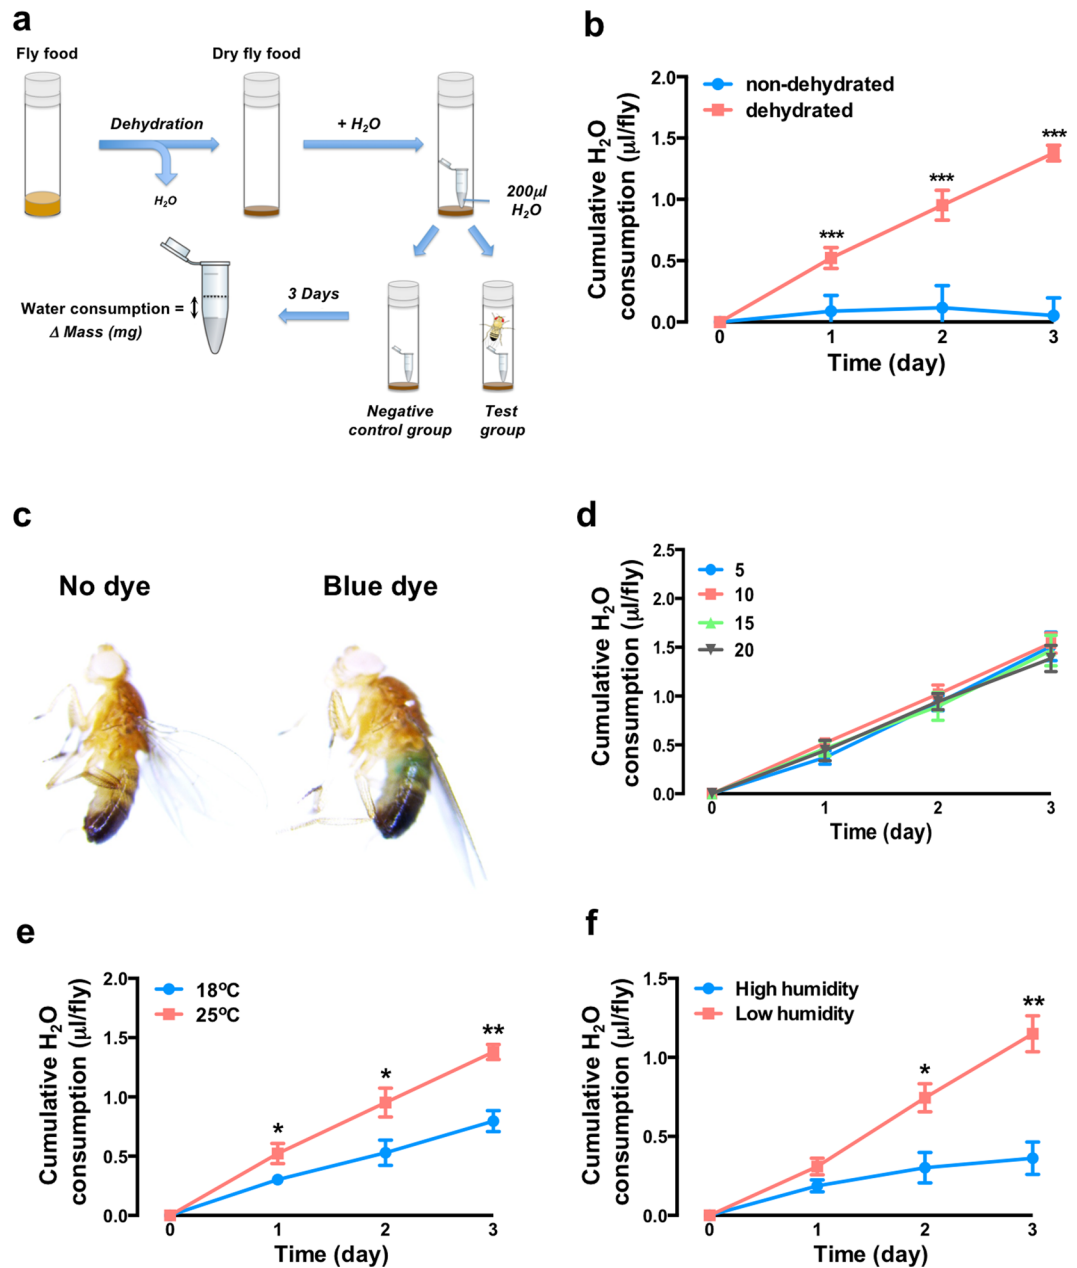 a
Fly food
Dry fly food
Dehydration
+ H₂O
H₂O
200μl
H₂O
3 Days
Water consumption =
Δ Mass (mg)
Negative
control group
Test
group
b
Cumulative H₂O
consumption (μl/fly)
2.0
1.5
1.0
0.5
0.0
non-dehydrated
dehydrated
***
***
***
0 1 2 3
Time (day)
c
No dye
Blue dye
d
Cumulative H₂O
consumption (μl/fly)
2.5
2.0
1.5
1.0
0.5
0.0
5
10
15
20
0 1 2 3
Time (day)
e
Cumulative H₂O
consumption (μl/fly)
2.0
1.5
1.0
0.5
0.0
18ºC
25ºC
*
*
**
0 1 2 3
Time (day)
f
Cumulative H₂O
consumption (μl/fly)
1.5
1.0
0.5
0.0
High humidity
Low humidity
*
**
0 1 2 3
Time (day)